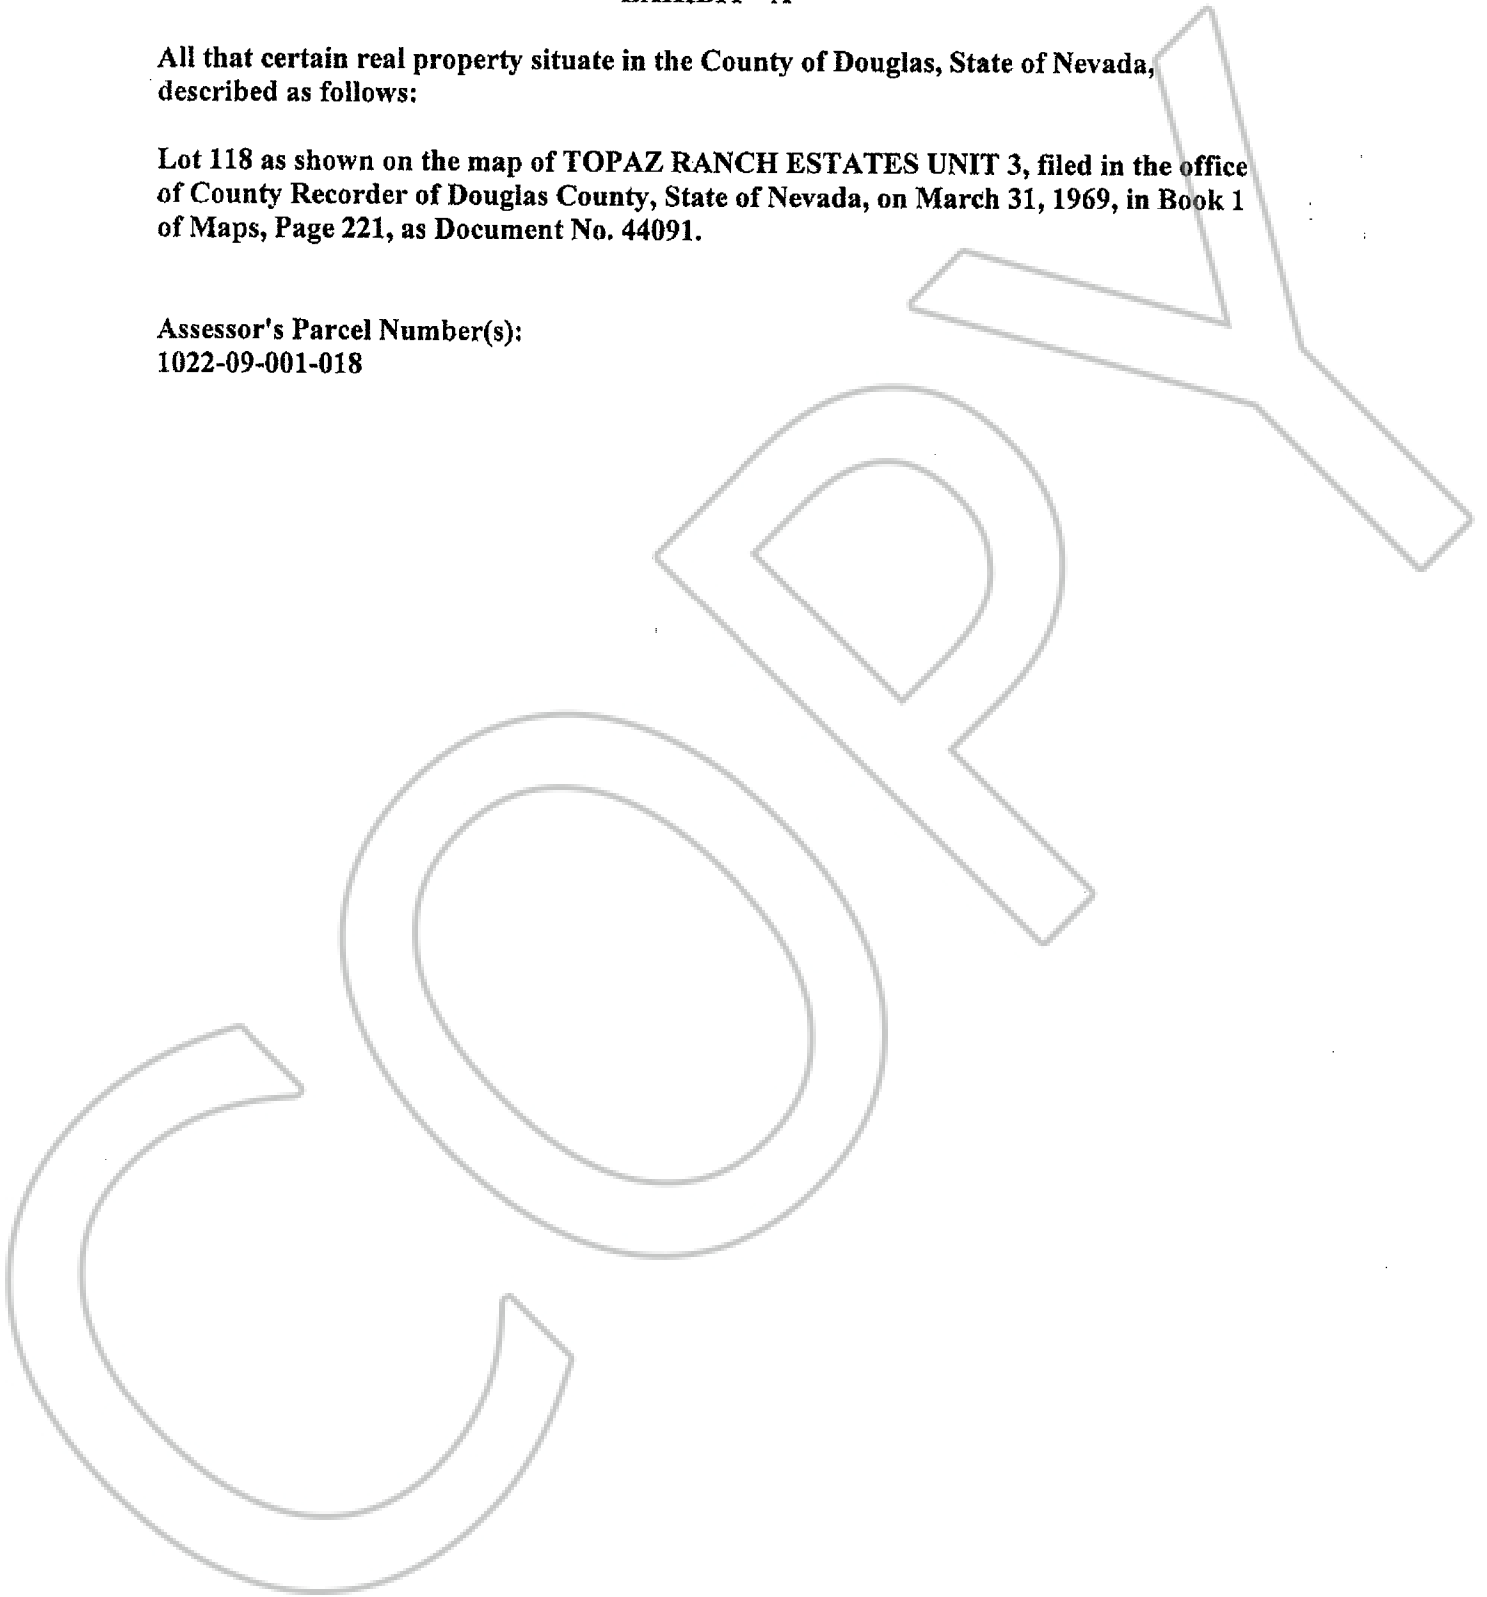 All that certain real property situate in the County of Douglas, State of Nevada,
described as follows:
Lot 118 as shown on the map of TOPAZ RANCH ESTATES UNIT 3, filed in the office
of County Recorder of Douglas County, State of Nevada, on March 31, 1969, in Book 1
of Maps, Page 221, as Document No. 44091.
Assessor's Parcel Number(s):
1022-09-001-018
COPY